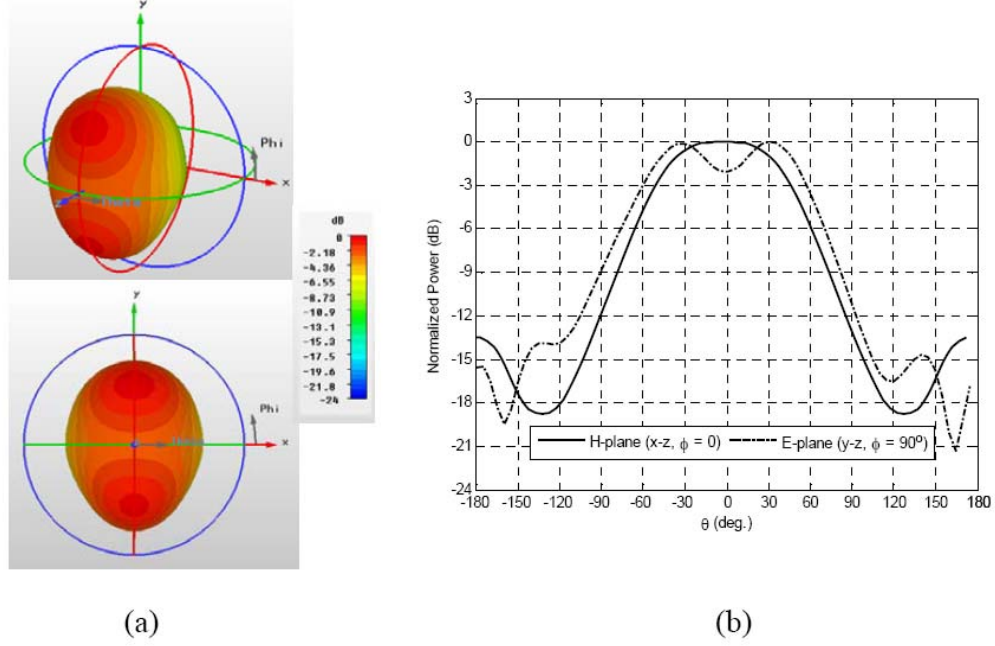 y
Phi
x
z
Theta
dB
0
-2.18
-4.36
-6.55
-8.73
-10.9
-13.1
-15.3
-17.5
-19.6
-21.8
-24
y
Phi
x
Theta
(a)
3
0
-3
-6
-9
-12
-15
-18
-21
-24
Normalized Power (dB)
H-plane (x-z, ϕ = 0)
E-plane (y-z, ϕ = 90º)
-180 -150 -120 -90 -60 -30 0 30 60 90 120 150 180
θ (deg.)
(b)